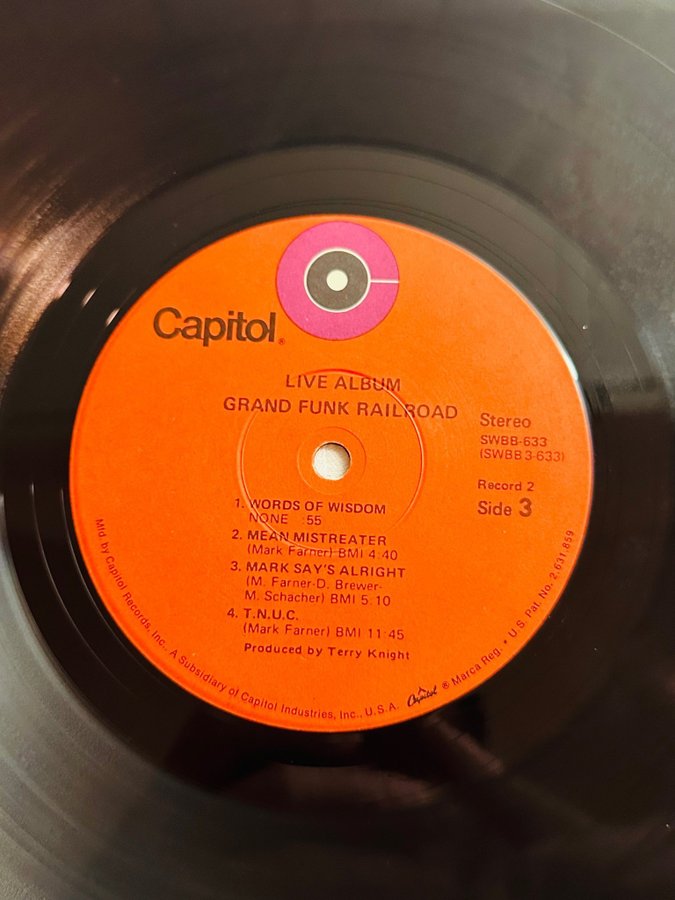 Capitol®
LIVE ALBUM
GRAND FUNK RAILROAD
Stereo
SWBB-633
(SWBB3-633)
Record 2
Side 3
1. WORDS OF WISDOM
NONE :55
2. MEAN MISTREATER
(Mark Farner) BMI 4:40
3. MARK SAY'S ALRIGHT
(M. Farner-D. Brewer-
M. Schacher) BMI 5:10
4. T.N.U.C.
(Mark Farner) BMI 11:45
Produced by Terry Knight
Mfd. by Capitol Records, Inc., A Subsidiary of Capitol Industries, Inc., U.S.A. Capitol ® Marca Reg. • U.S. Pat. No. 2,631,859